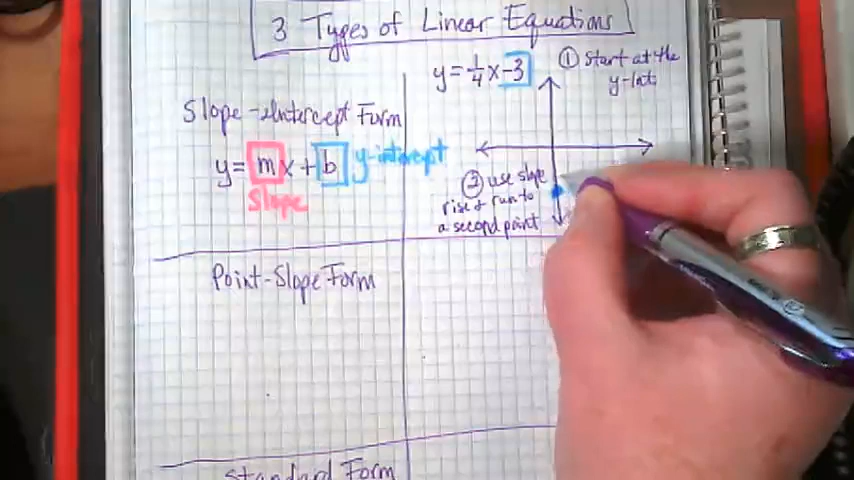 3 Types of Linear Equations
y = 1/4 x - 3
① Start at the
y-int.
Slope-Intercept Form
y = mx + b y-intercept
Slope
② use slope
rise & run to
a second point
Point-Slope Form
Standard Form